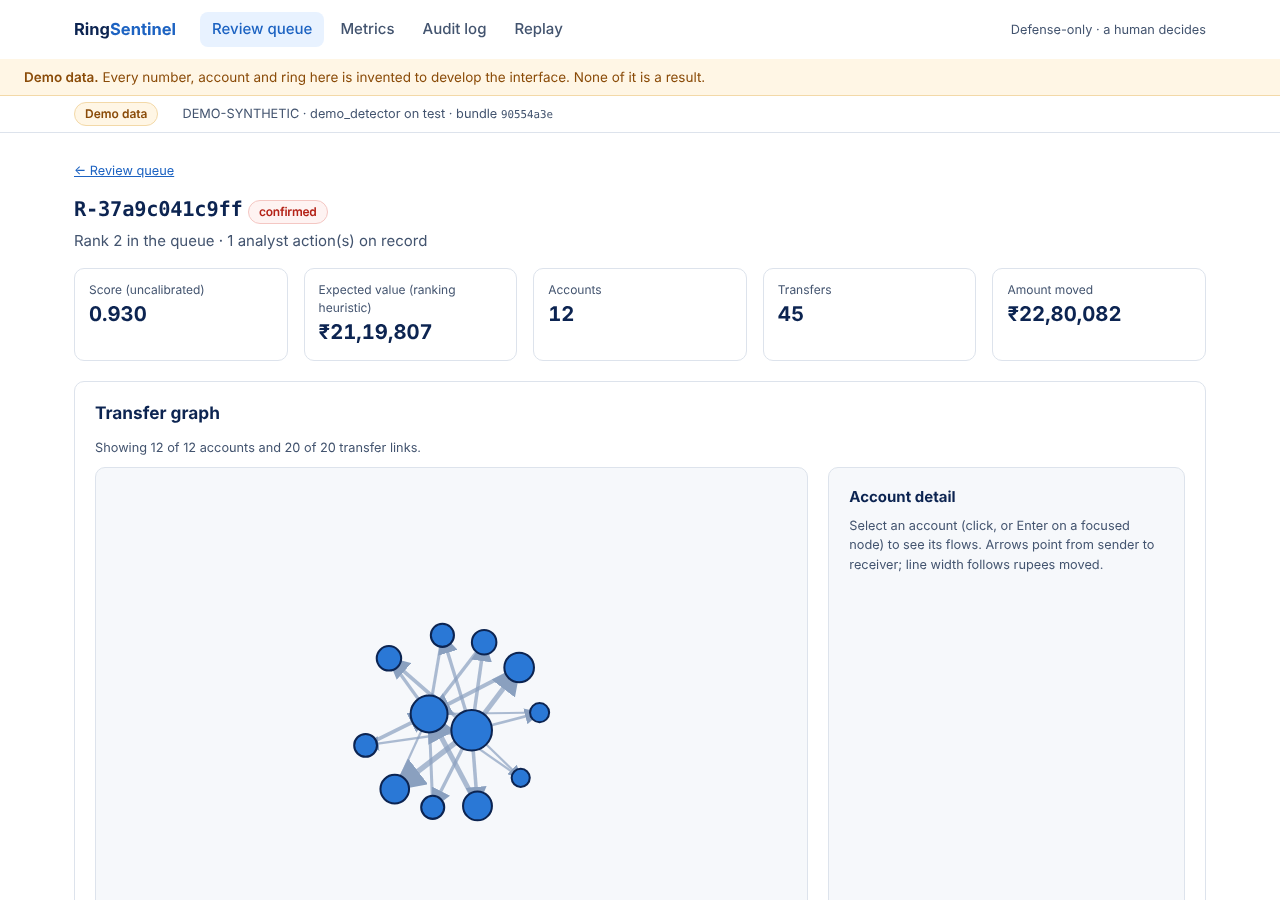 RingSentinel
Review queue
Metrics
Audit log
Replay
Defense-only · a human decides
Demo data. Every number, account and ring here is invented to develop the interface. None of it is a result.
Demo data
DEMO-SYNTHETIC · demo_detector on test · bundle 90554a3e
← Review queue
R-37a9c041c9ff confirmed
Rank 2 in the queue · 1 analyst action(s) on record
Score (uncalibrated)
0.930
Expected value (ranking
heuristic)
₹21,19,807
Accounts
12
Transfers
45
Amount moved
₹22,80,082
Transfer graph
Showing 12 of 12 accounts and 20 of 20 transfer links.
Account detail
Select an account (click, or Enter on a focused
node) to see its flows. Arrows point from sender to
receiver; line width follows rupees moved.